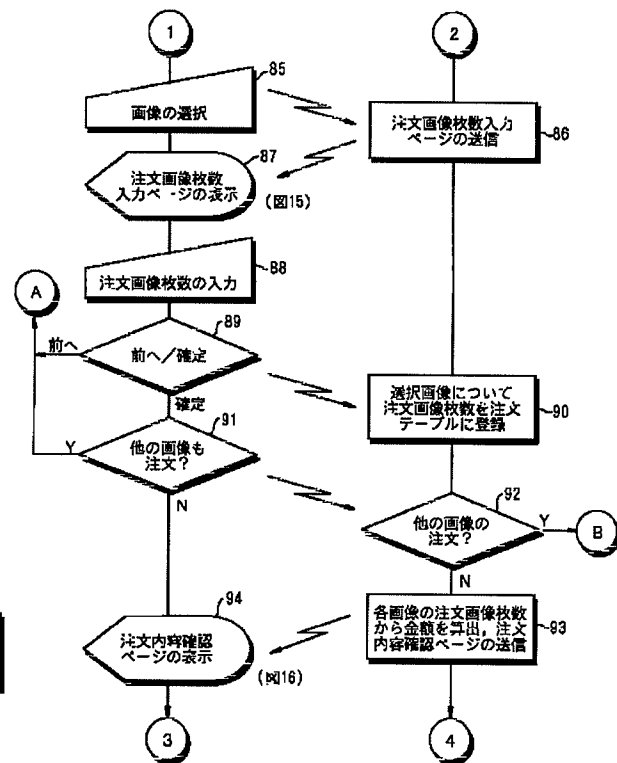 1
2
85
画像の選択
注文画像枚数入力
ページの送信
86
87
注文画像枚数
入力ページの表示
(図15)
88
注文画像枚数の入力
A
89
前へ
前へ/確定
確定
選択画像について
注文画像枚数を注文
テーブルに登録
90
91
他の画像も
注文?
Y
N
92
他の画像の
注文?
Y
B
N
94
注文内容確認
ページの表示
(図16)
各画像の注文画像枚数
から金額を算出,注文
内容確認ページの送信
93
3
4